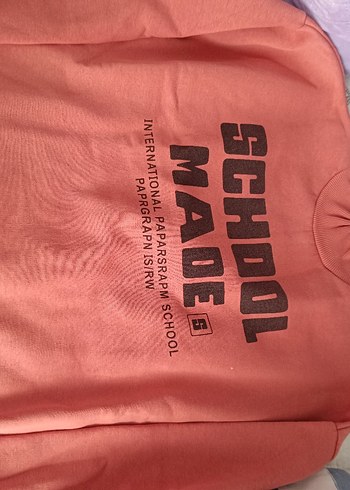 SCHOOL
MADE S
INTERNATIONAL PAPARSRAPM SCHOOL
PAPRGRAPN IS/RW